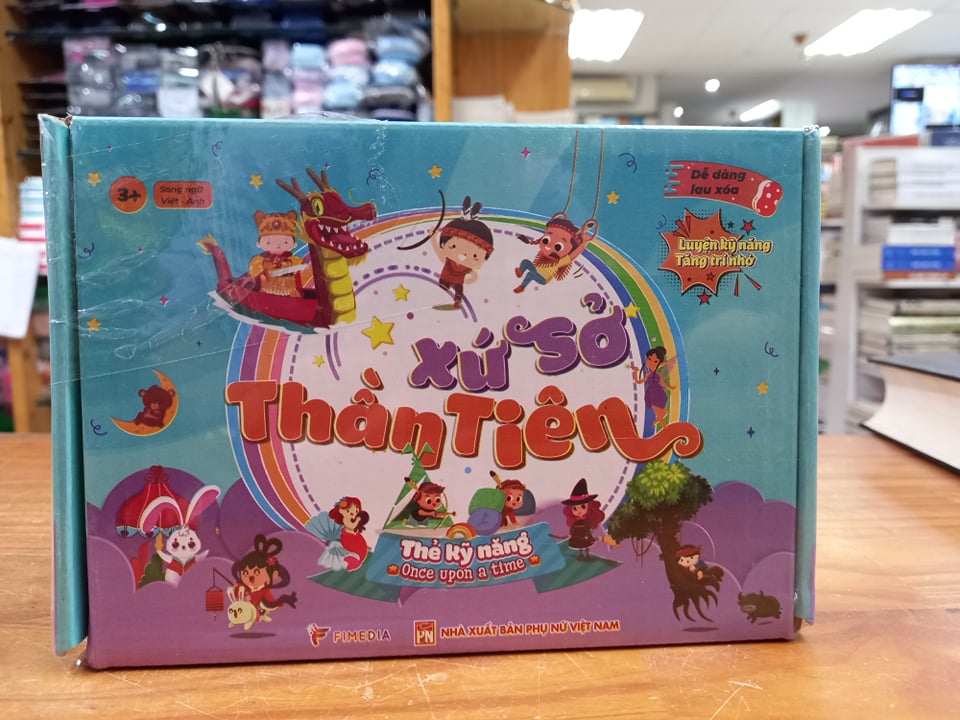 3+
Song ngữ
Việt - Anh
Dễ dàng
lau xóa
Luyện kỹ năng
Tăng trí nhớ
Xứ Sở
Thần Tiên
Thẻ kỹ năng
Once upon a time
FIMEDIA
PN NHÀ XUẤT BẢN PHỤ NỮ VIỆT NAM